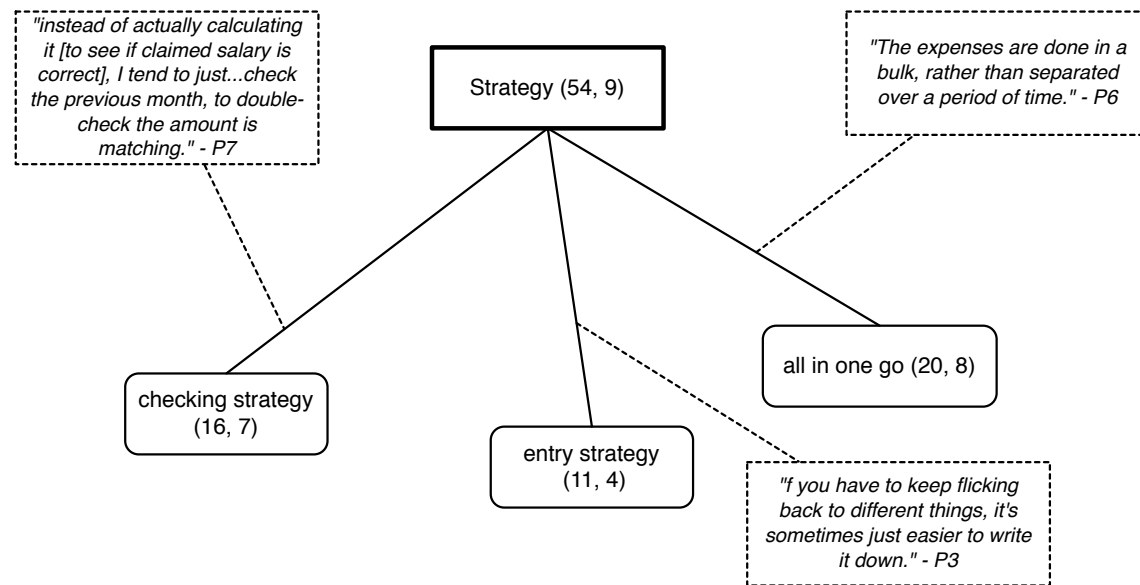 "instead of actually calculating
it [to see if claimed salary is
correct], I tend to just...check
the previous month, to double-
check the amount is
matching." - P7
Strategy (54, 9)
"The expenses are done in a
bulk, rather than separated
over a period of time." - P6
checking strategy
(16, 7)
entry strategy
(11, 4)
all in one go (20, 8)
"f you have to keep flicking
back to different things, it's
sometimes just easier to write
it down." - P3